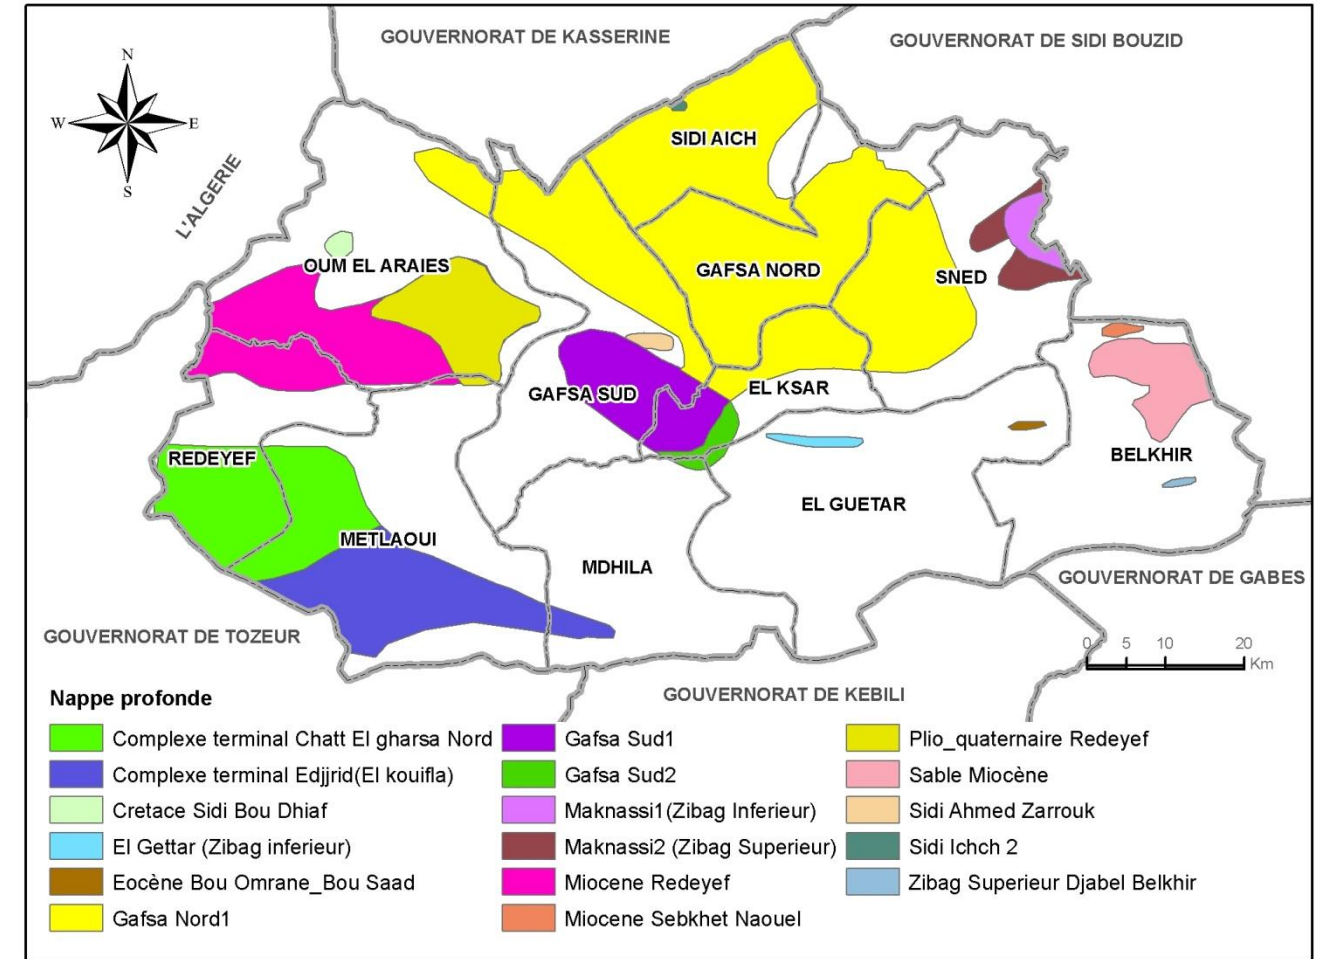 GOUVERNORAT DE KASSERINE
GOUVERNORAT DE SIDI BOUZID
N
W
E
S
L'ALGERIE
SIDI AICH
OUM EL ARAIES
GAFSA NORD
SNED
GAFSA SUD
EL KSAR
REDEYEF
BELKHIR
EL GUETAR
METLAOUI
MDHILA
GOUVERNORAT DE GABES
GOUVERNORAT DE TOZEUR
0 5 10 20
Km
GOUVERNORAT DE KEBILI
Nappe profonde
Complexe terminal Chatt El gharsa Nord
Complexe terminal Edjjrid(El kouifla)
Cretace Sidi Bou Dhiaf
El Gettar (Zibag inferieur)
Eocène Bou Omrane_Bou Saad
Gafsa Nord1
Gafsa Sud1
Gafsa Sud2
Maknassi1(Zibag Inferieur)
Maknassi2 (Zibag Superieur)
Miocene Redeyef
Miocene Sebkhet Naouel
Plio_quaternaire Redeyef
Sable Miocène
Sidi Ahmed Zarrouk
Sidi Ichch 2
Zibag Superieur Djabel Belkhir